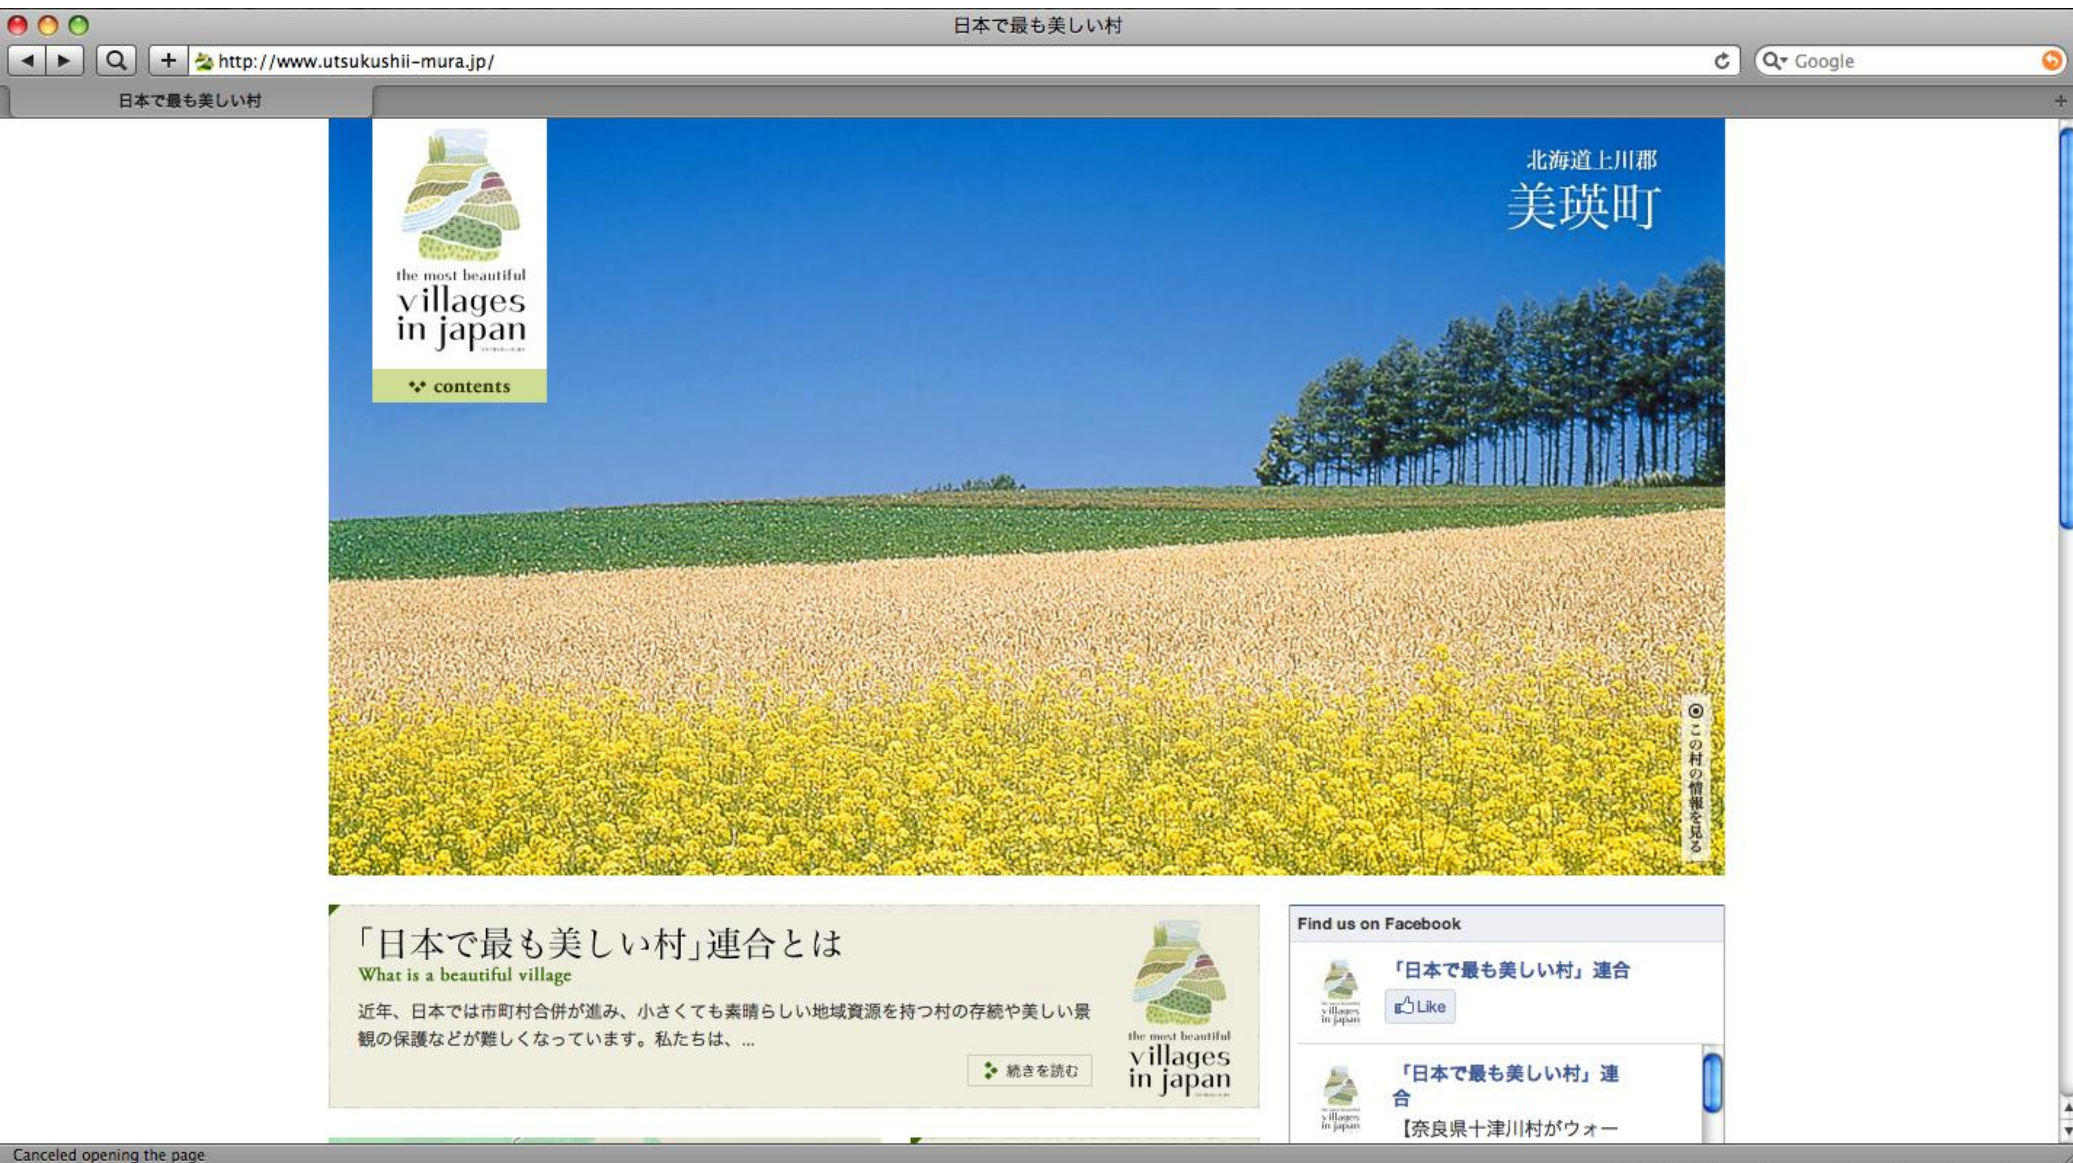 日本で最も美しい村
http://www.utsukushii-mura.jp/
Google
日本で最も美しい村
the most beautiful
villages
in japan
contents
北海道上川郡
美瑛町
この村の情報を見る
「日本で最も美しい村」連合とは
What is a beautiful village
近年、日本では市町村合併が進み、小さくても素晴らしい地域資源を持つ村の存続や美しい景
観の保護などが難しくなっています。私たちは、...
続きを読む
the most beautiful
villages
in japan
Find us on Facebook
「日本で最も美しい村」連合
Like
villages
in japan
「日本で最も美しい村」連
合
【奈良県十津川村がウォー
villages
in japan
Canceled opening the page